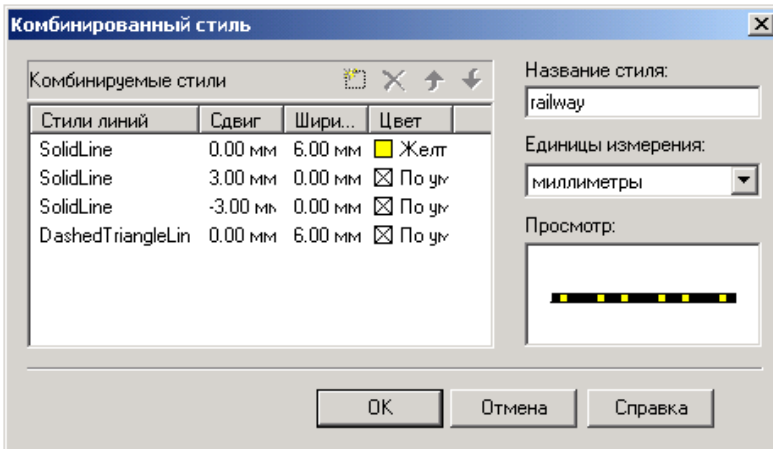 Комбинированный стиль
Комбинируемые стили
Стили линий Сдвиг Шири... Цвет
SolidLine 0.00 мм 6.00 мм Желт
SolidLine 3.00 мм 0.00 мм По ум
SolidLine -3.00 мм 0.00 мм По ум
DashedTriangleLin 0.00 мм 6.00 мм По ум
Название стиля:
railway
Единицы измерения:
миллиметры
Просмотр:
OK Отмена Справка